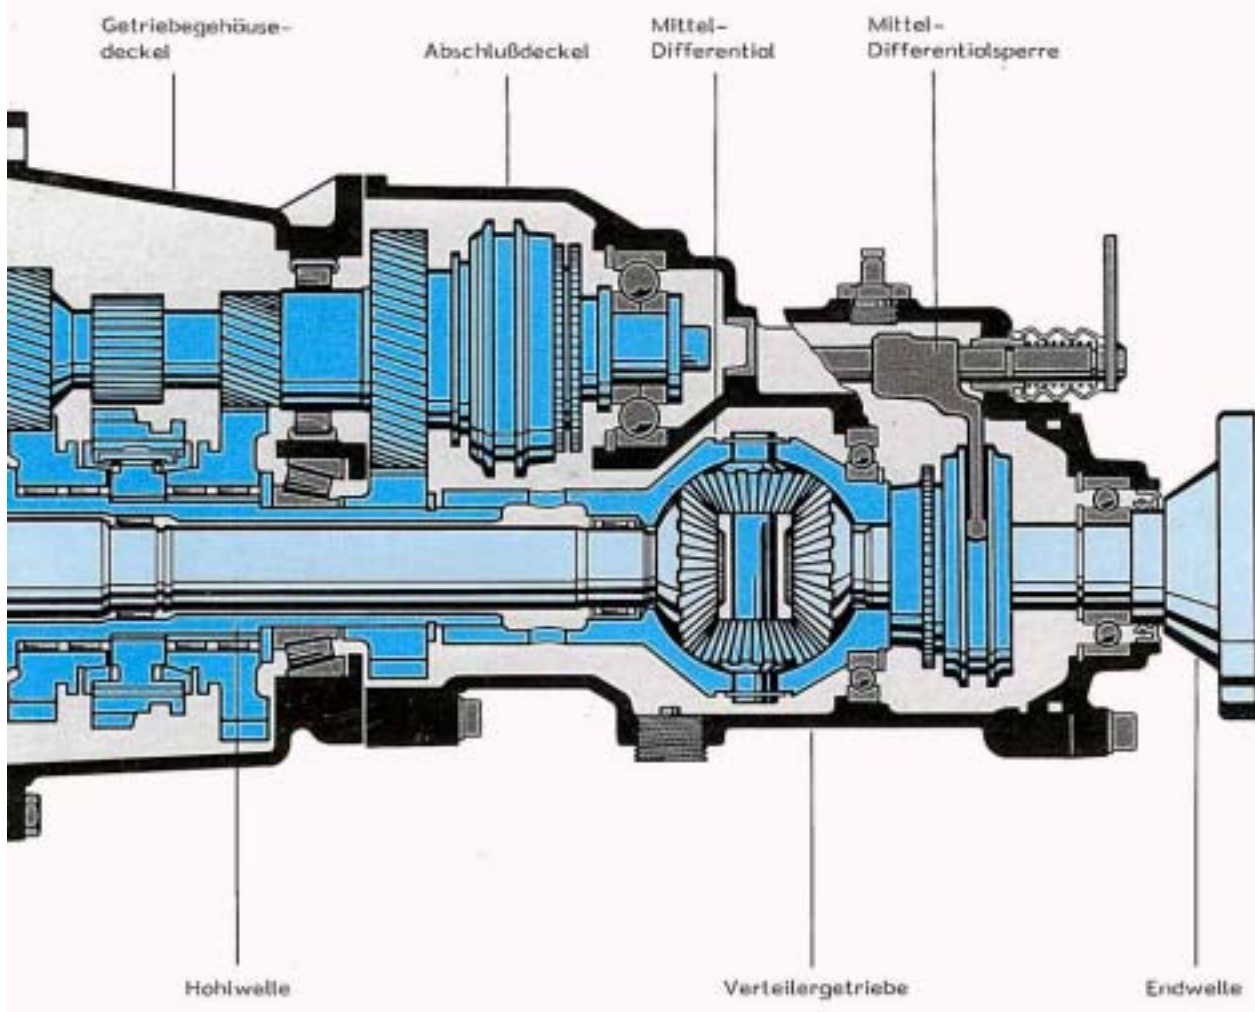 Getriebegehäuse-
deckel
Abschlußdeckel
Mittel-
Differential
Mittel-
Differentialsperre
Hohlwelle
Verteilergetriebe
Endwelle